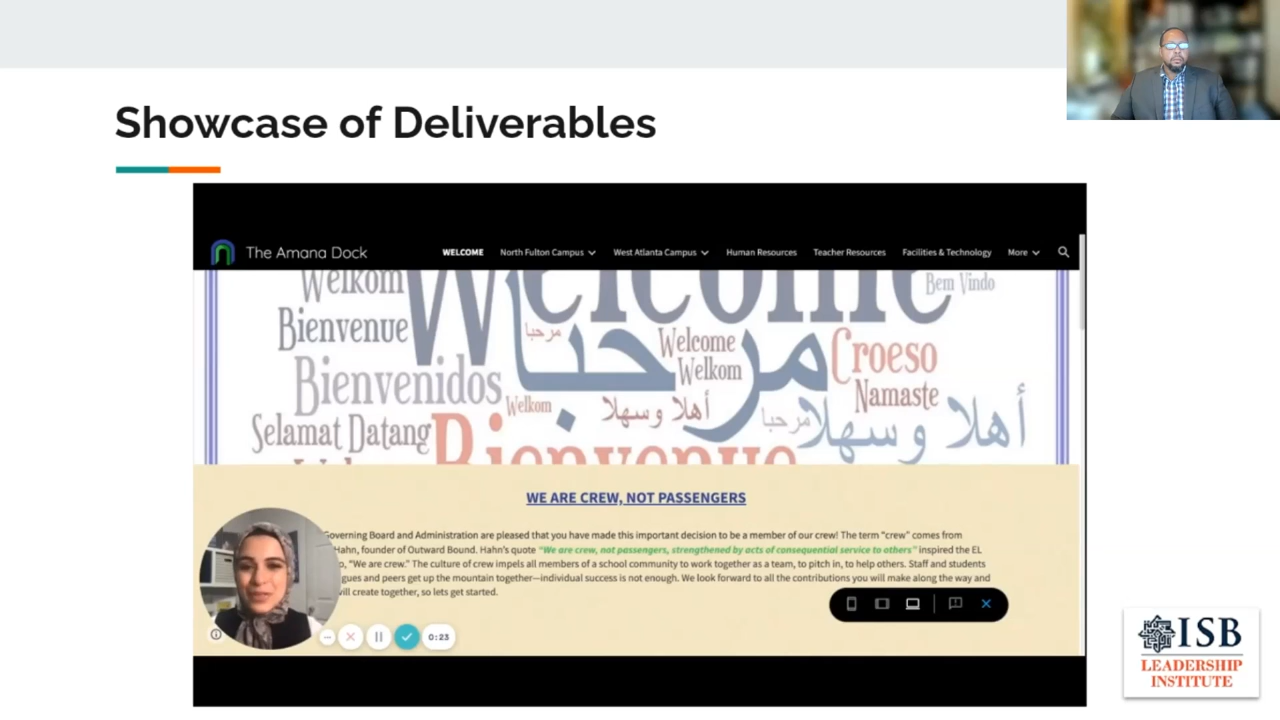 Showcase of Deliverables
The Amana Dock
WELCOME North Fulton Campus West Atlanta Campus Human Resources Teacher Resources Facilities & Technology More
Welkom Welcome Bem Vindo
Bienvenue مرحبا مرحبا Welcome Croeso
Bienvenidos Welkom Namaste
Welkom أهلا و سهلا مرحبا أهلا و سهلا
Selamat Datang Bienvenue
WE ARE CREW, NOT PASSENGERS
Governing Board and Administration are pleased that you have made this important decision to be a member of our crew! The term "crew" comes from
Hahn, founder of Outward Bound. Hahn's quote "We are crew, not passengers, strengthened by acts of consequential service to others" inspired the EL
"We are crew." The culture of crew impels all members of a school community to work together as a team, to pitch in, to help others. Staff and students
and peers get up the mountain together—individual success is not enough. We look forward to all the contributions you will make along the way and
will create together, so lets get started.
0:23
ISB
LEADERSHIP
INSTITUTE